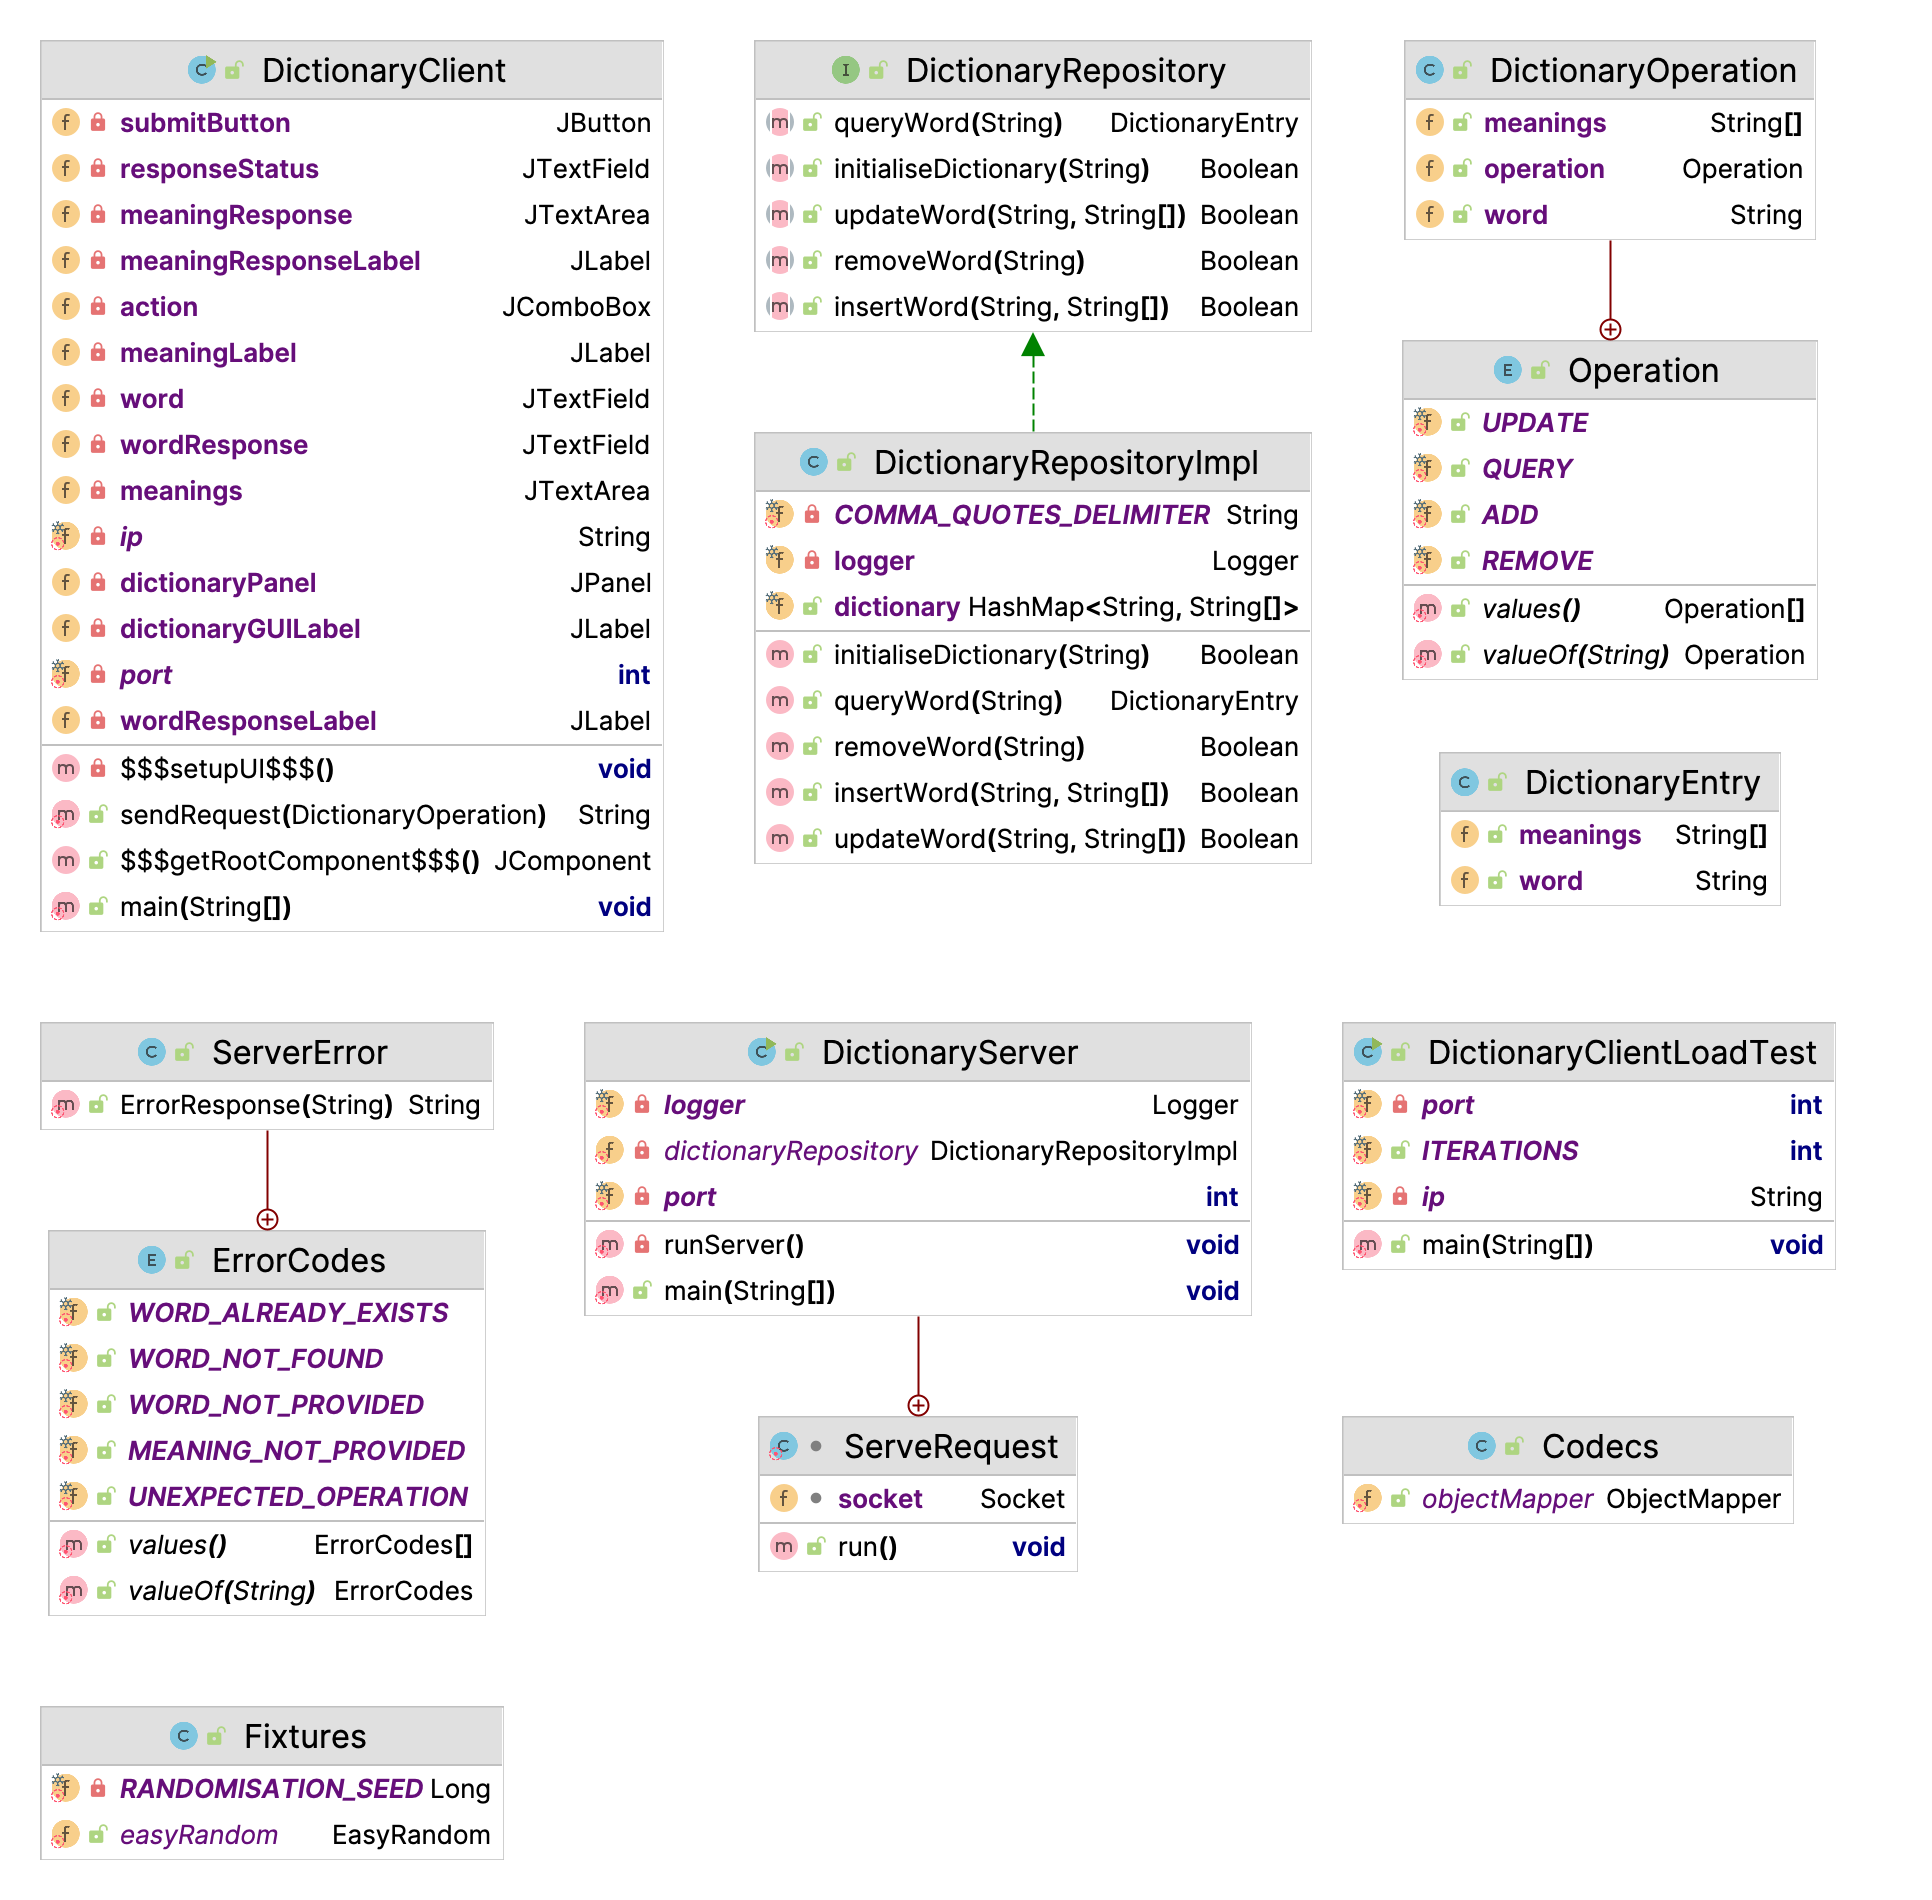 DictionaryClient
submitButton JButton
responseStatus JTextField
meaningResponse JTextArea
meaningResponseLabel JLabel
action JComboBox
meaningLabel JLabel
word JTextField
wordResponse JTextField
meanings JTextArea
ip String
dictionaryPanel JPanel
dictionaryGUILabel JLabel
port int
wordResponseLabel JLabel
$$$setupUI$$$() void
sendRequest(DictionaryOperation) String
$$$getRootComponent$$$() JComponent
main(String[]) void
DictionaryRepository
queryWord(String) DictionaryEntry
initialiseDictionary(String) Boolean
updateWord(String, String[]) Boolean
removeWord(String) Boolean
insertWord(String, String[]) Boolean
DictionaryRepositoryImpl
COMMA_QUOTES_DELIMITER String
logger Logger
dictionary HashMap<String, String[]>
initialiseDictionary(String) Boolean
queryWord(String) DictionaryEntry
removeWord(String) Boolean
insertWord(String, String[]) Boolean
updateWord(String, String[]) Boolean
DictionaryOperation
meanings String[]
operation Operation
word String
Operation
UPDATE
QUERY
ADD
REMOVE
values() Operation[]
valueOf(String) Operation
DictionaryEntry
meanings String[]
word String
ServerError
ErrorResponse(String) String
ErrorCodes
WORD_ALREADY_EXISTS
WORD_NOT_FOUND
WORD_NOT_PROVIDED
MEANING_NOT_PROVIDED
UNEXPECTED_OPERATION
values() ErrorCodes[]
valueOf(String) ErrorCodes
DictionaryServer
logger Logger
dictionaryRepository DictionaryRepositoryImpl
port int
runServer() void
main(String[]) void
ServeRequest
socket Socket
run() void
DictionaryClientLoadTest
port int
ITERATIONS int
ip String
main(String[]) void
Codecs
objectMapper ObjectMapper
Fixtures
RANDOMISATION_SEED Long
easyRandom EasyRandom